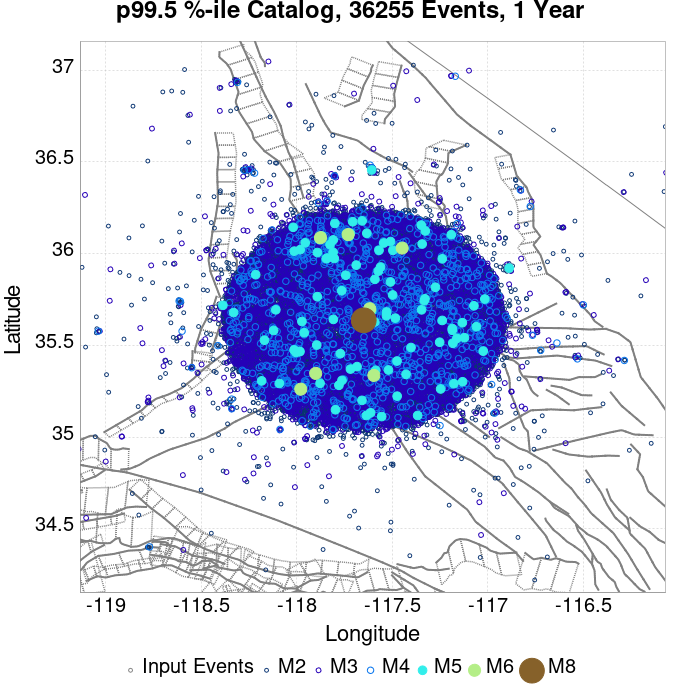 p99.5 %-ile Catalog, 36255 Events, 1 Year
37
36.5
36
35.5
35
34.5
Latitude
-119 -118.5 -118 -117.5 -117 -116.5
Longitude
Input Events M2 M3 M4 M5 M6 M8